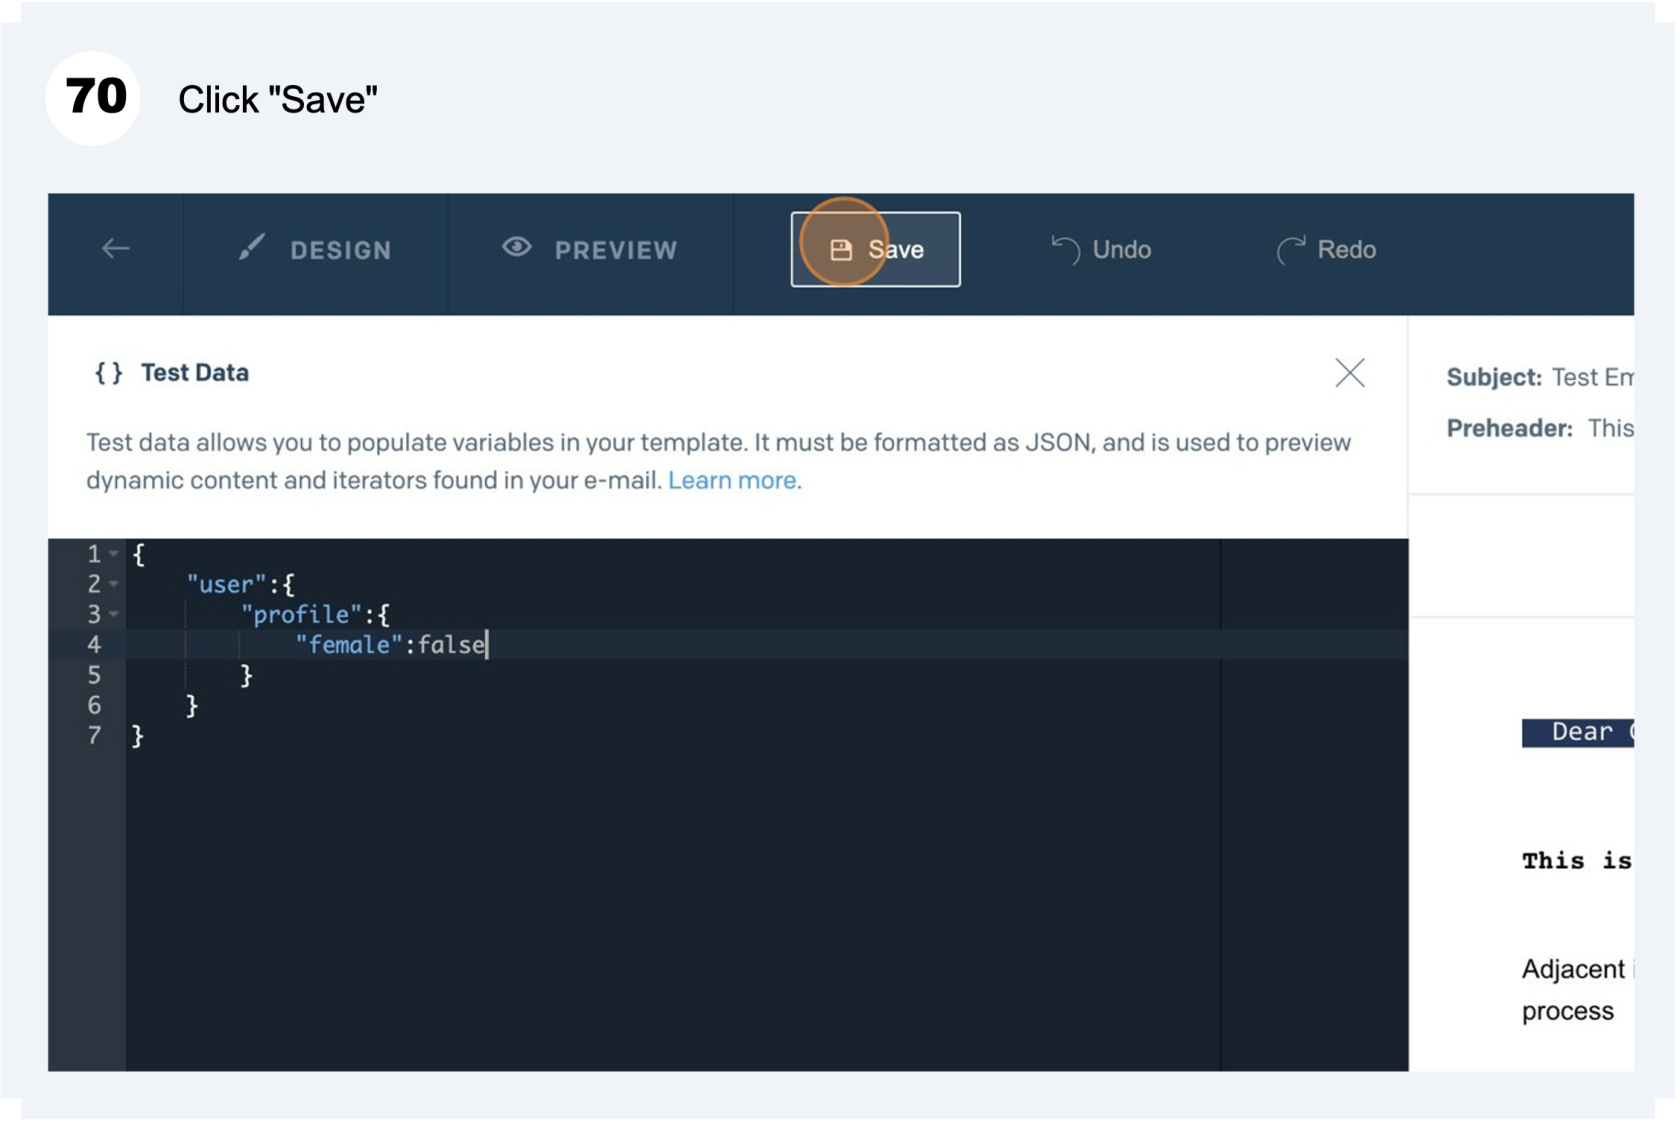 70 Click "Save"
DESIGN PREVIEW Save Undo Redo
{} Test Data
Test data allows you to populate variables in your template. It must be formatted as JSON, and is used to preview
dynamic content and iterators found in your e-mail. Learn more.
Subject: Test Em
Preheader: This
1 {
2 "user":{
3 "profile":{
4 "female":false
5 }
6 }
7 }
Dear
This is
Adjacent
process